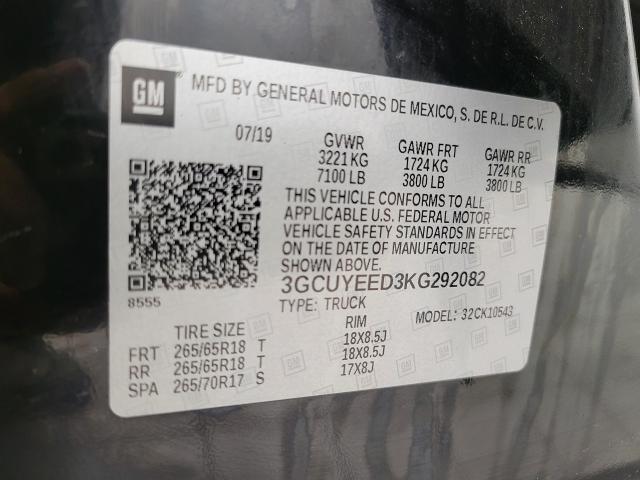 GM
MFD BY GENERAL MOTORS DE MEXICO, S. DE R.L. DE C.V.
07/19 GVWR GAWR FRT GAWR RR
3221 KG 1724 KG 1724 KG
7100 LB 3800 LB 3800 LB
THIS VEHICLE CONFORMS TO ALL
APPLICABLE U.S. FEDERAL MOTOR
VEHICLE SAFETY STANDARDS IN EFFECT
ON THE DATE OF MANUFACTURE
SHOWN ABOVE.
3GCUYEED3KG292082
8555
TYPE: TRUCK MODEL: 32CK10543
TIRE SIZE RIM
FRT 265/65R18 T 18X8.5J
RR 265/65R18 T 18X8.5J
SPA 265/70R17 S 17X8J